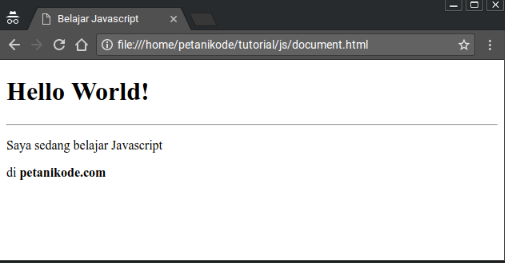 Belajar Javascript
file:///home/petanikode/tutorial/js/document.html
Hello World!
Saya sedang belajar Javascript
di petanikode.com